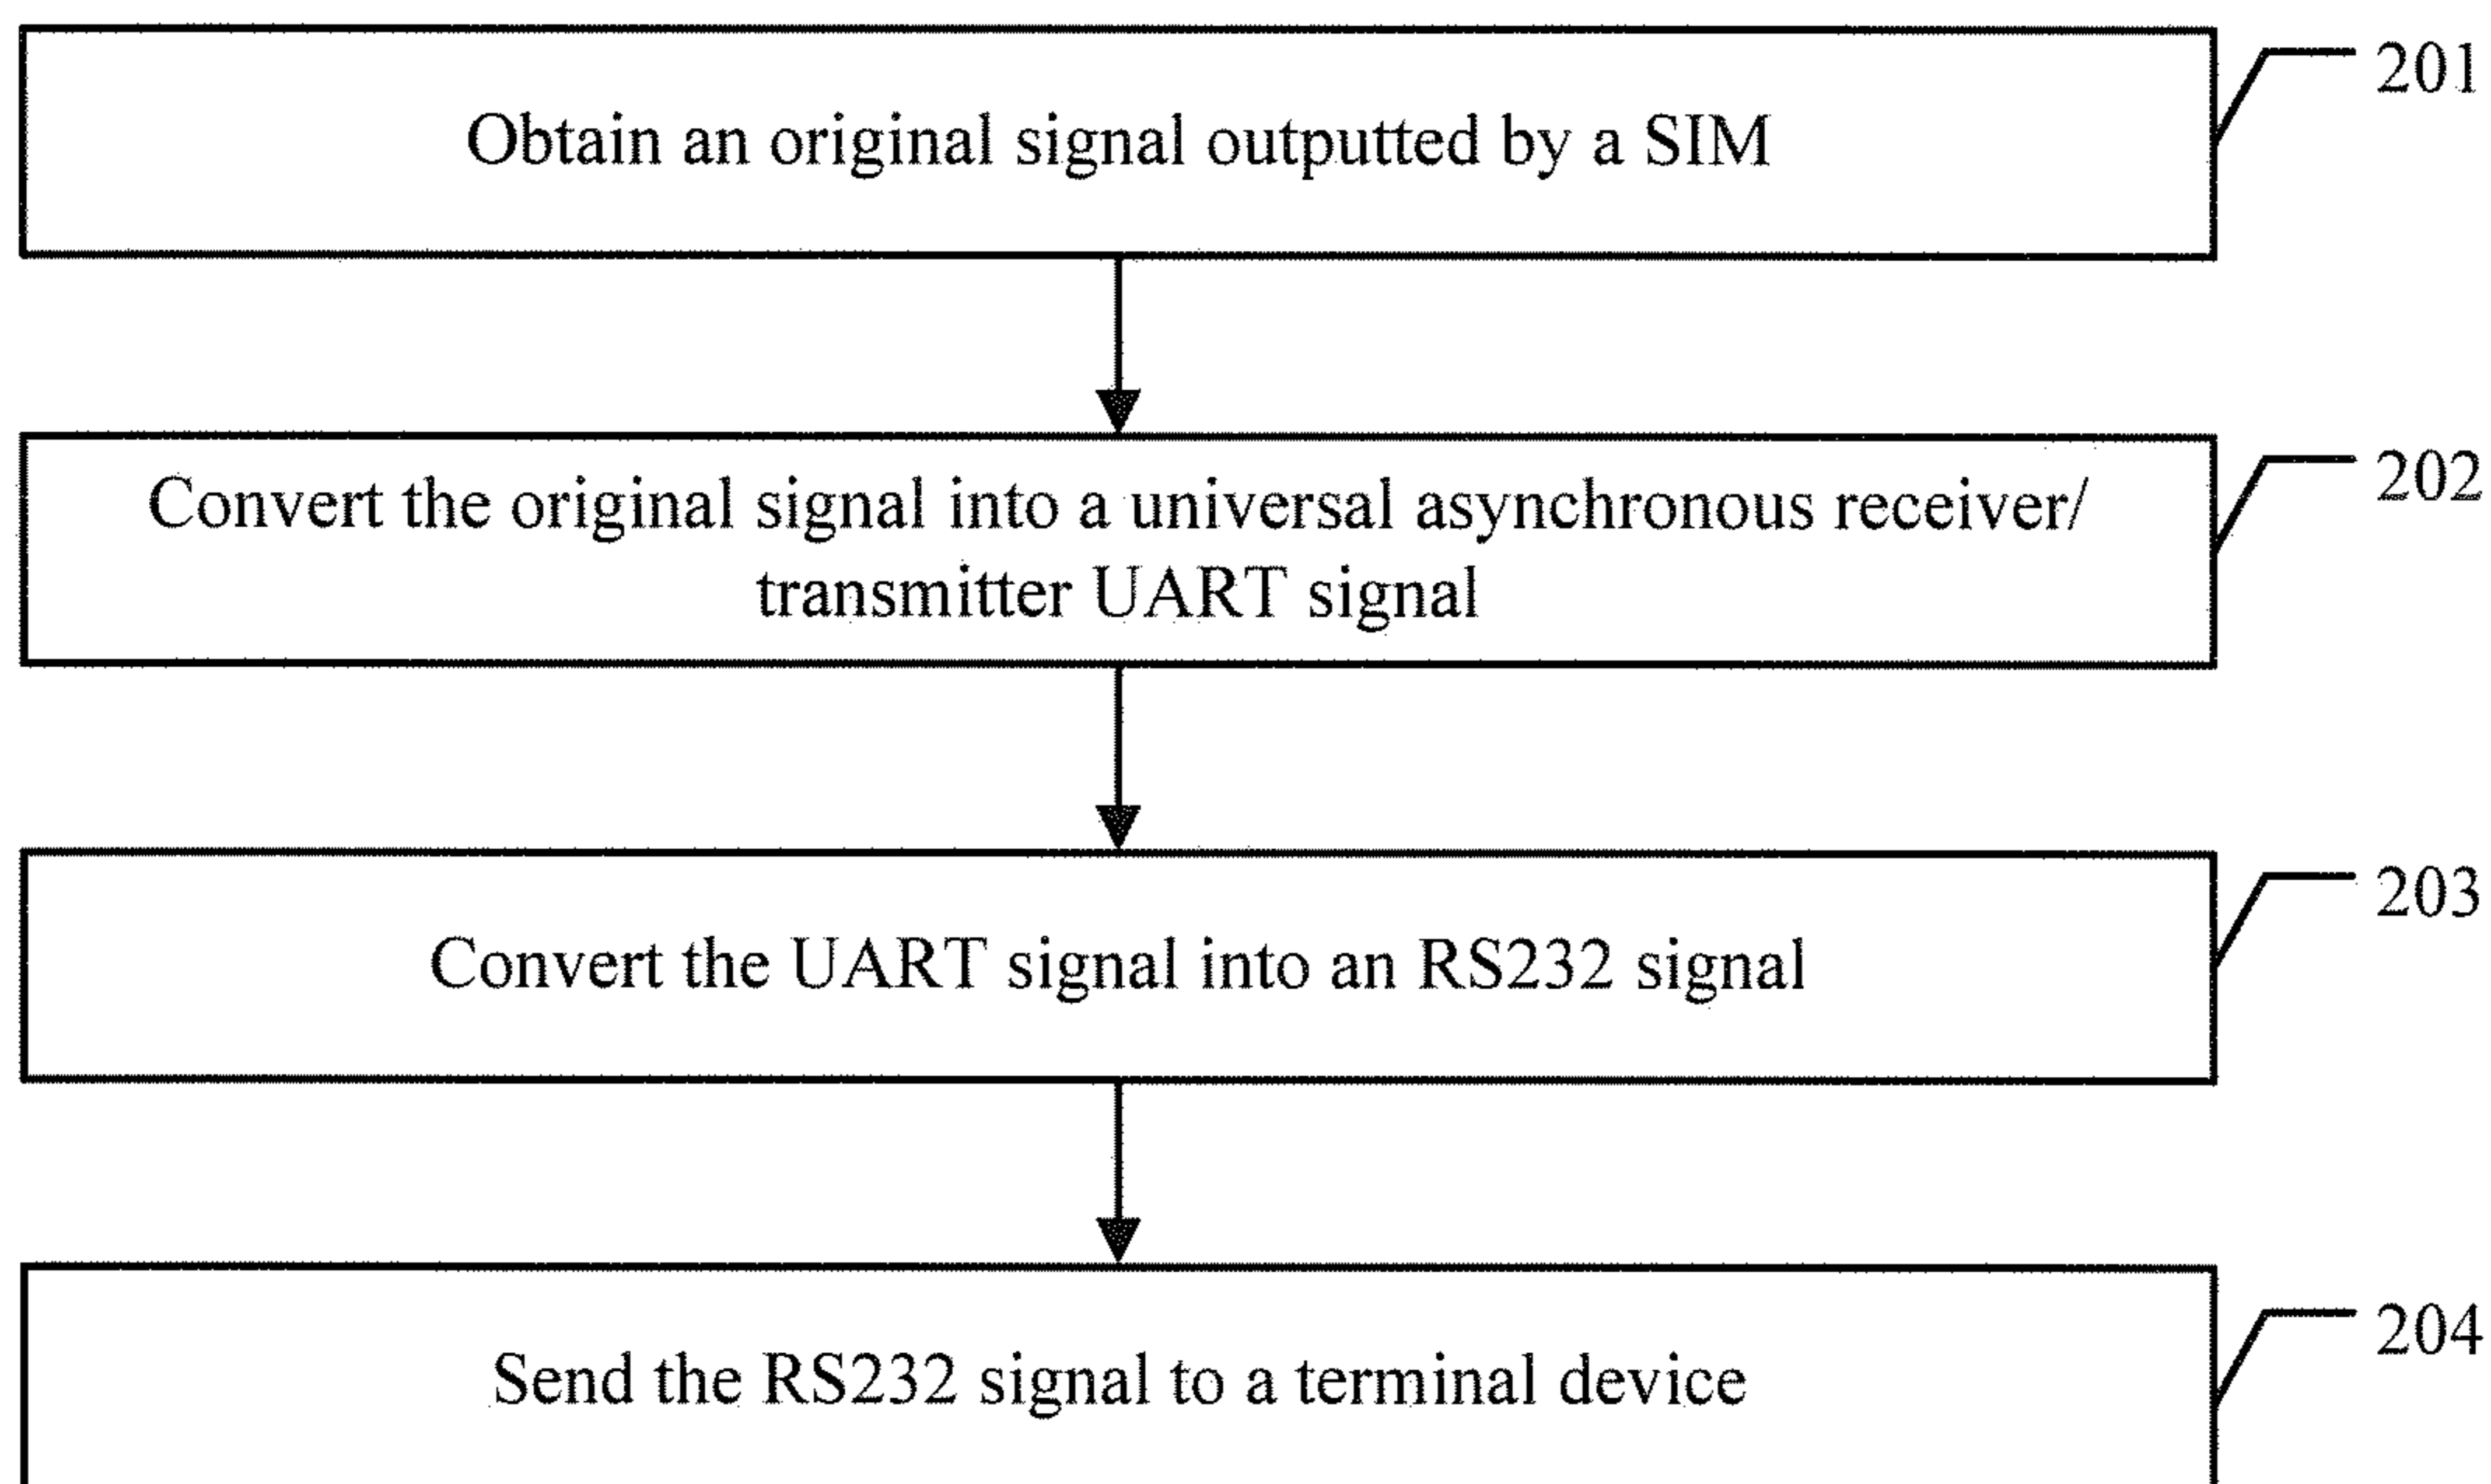 Obtain an original signal outputted by a SIM
201
Convert the original signal into a universal asynchronous receiver/
transmitter UART signal
202
Convert the UART signal into an RS232 signal
203
Send the RS232 signal to a terminal device
204